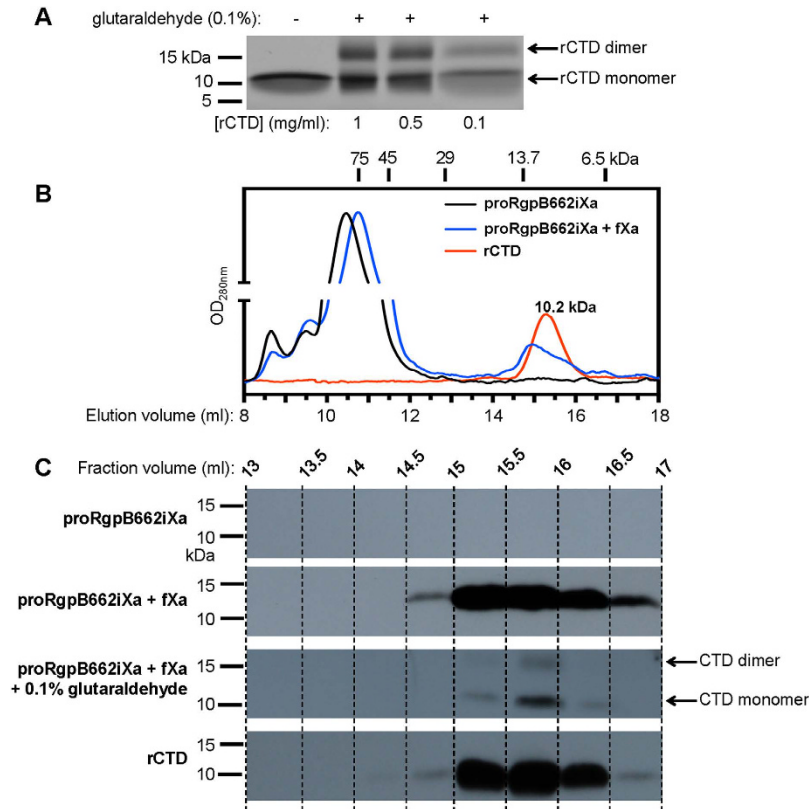 A
glutaraldehyde (0.1%): - + + +
15 kDa
10
5
rCTD dimer
rCTD monomer
[rCTD] (mg/ml): 1 0.5 0.1
B
75 45 29 13.7 6.5 kDa
proRgpB662iXa
proRgpB662iXa + fXa
rCTD
10.2 kDa
OD280nm
8 10 12 14 16 18
Elution volume (ml):
C
Fraction volume (ml): 13 13.5 14 14.5 15 15.5 16 16.5 17
proRgpB662iXa
15
10
kDa
proRgpB662iXa + fXa
15
10
proRgpB662iXa + fXa
+ 0.1% glutaraldehyde
15
10
CTD dimer
CTD monomer
rCTD
15
10